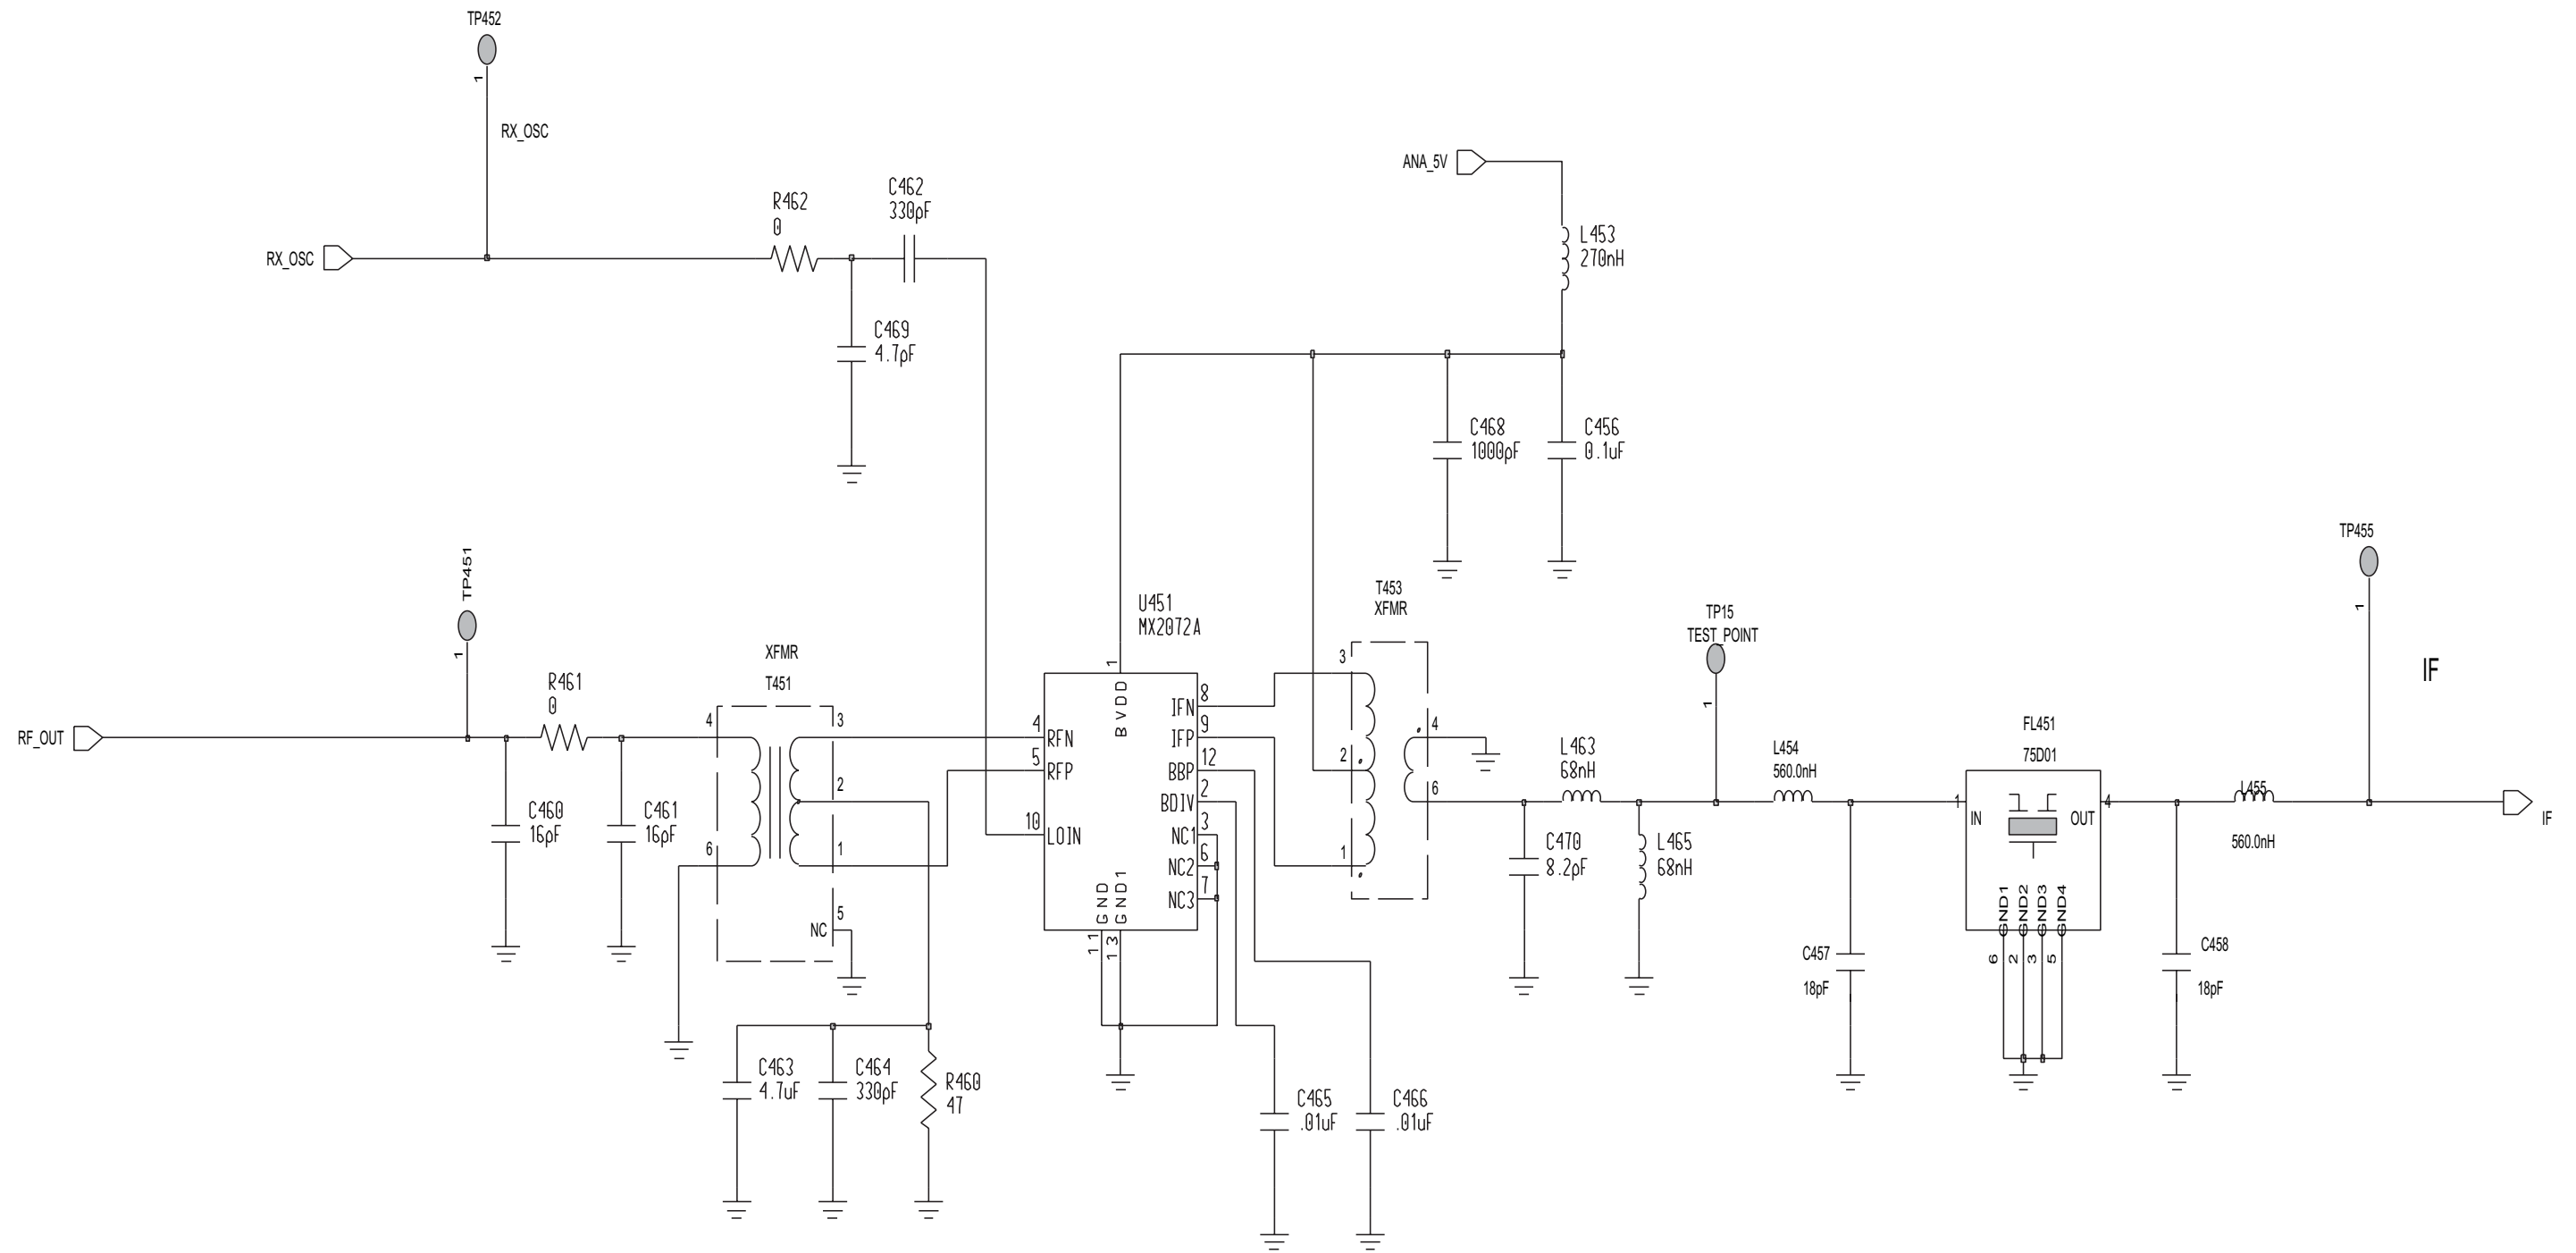 TP452
1
RX_OSC
RX_OSC
R462
0
C462
330pF
C469
4.7pF
ANA_5V
L453
270nH
C468
1000pF
C456
0.1uF
TP451
1
RF_OUT
R461
0
C460
16pF
C461
16pF
XFMR
T451
4
6
3
2
1
5
NC
C463
4.7uF
C464
330pF
R460
47
U451
MX2072A
1
BVDD
4
RFN
5
RFP
10
LOIN
IFN
8
IFP
9
BBP
12
BDIV
2
NC1
3
NC2
6
NC3
7
GND
GND1
11
13
C465
.01uF
C466
.01uF
T453
XFMR
3
2
1
4
6
C470
8.2pF
L463
68nH
L465
68nH
TP15
TEST_POINT
1
L454
560.0nH
C457
18pF
FL451
75D01
1
IN
OUT
4
GND1
GND2
GND3
GND4
6
2
3
5
C458
18pF
L455
560.0nH
TP455
1
IF
IF